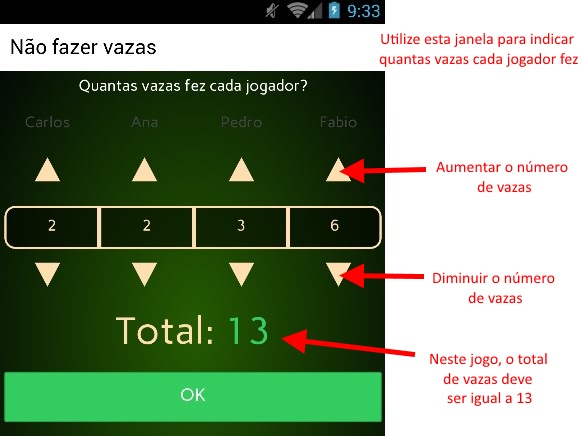 9:33
Não fazer vazas
Utilize esta janela para indicar
quantas vazas cada jogador fez
Quantas vazas fez cada jogador?
Carlos Ana Pedro Fabio
Aumentar o número
de vazas
2 2 3 6
Diminuir o número
de vazas
Total: 13
Neste jogo, o total
de vazas deve
ser igual a 13
OK